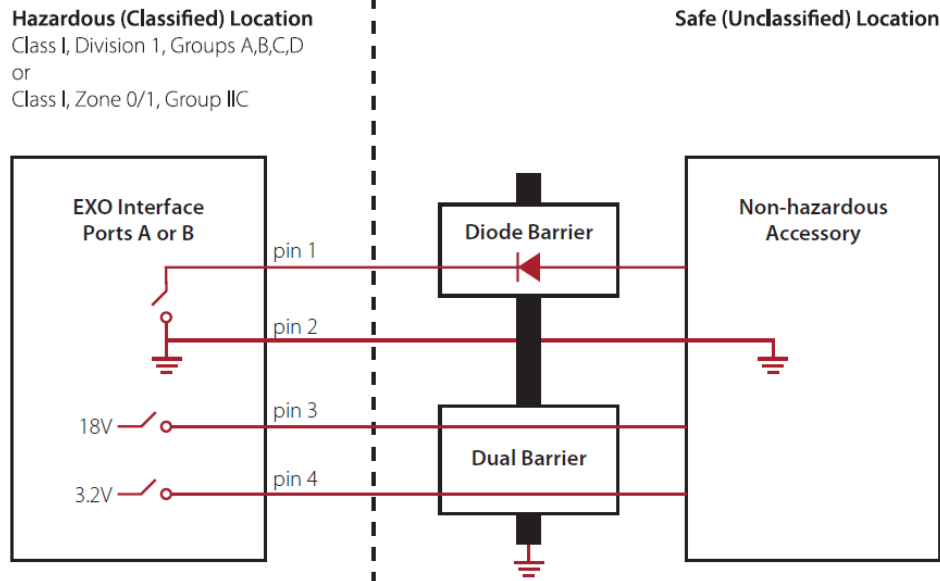 Hazardous (Classified) Location
Class I, Division 1, Groups A,B,C,D
or
Class I, Zone 0/1, Group IIC
Safe (Unclassified) Location
EXO Interface
Ports A or B
pin 1
pin 2
18V
pin 3
3.2V
pin 4
Diode Barrier
Dual Barrier
Non-hazardous
Accessory